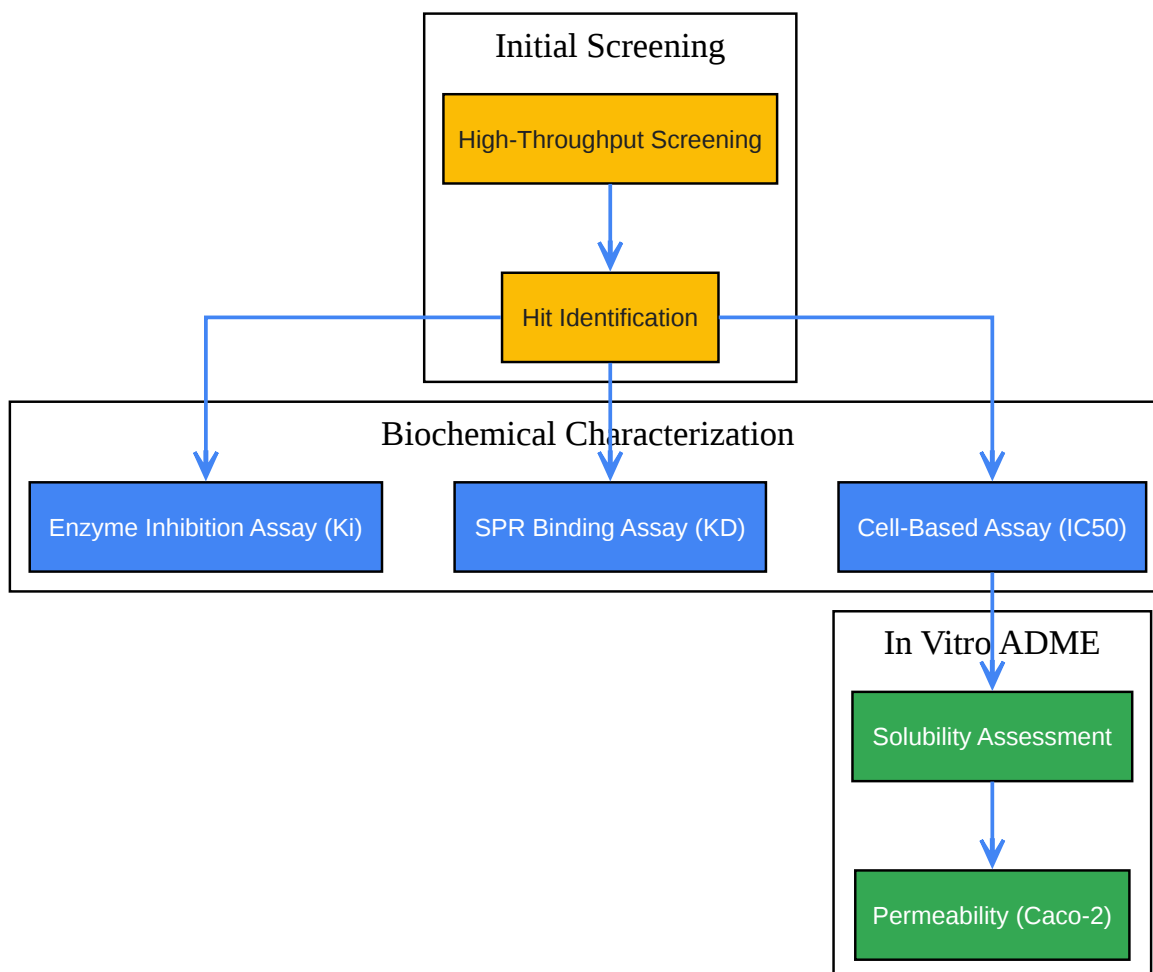 Initial Screening
High-Throughput Screening
Hit Identification
Biochemical Characterization
Enzyme Inhibition Assay (Ki)
SPR Binding Assay (KD)
Cell-Based Assay (IC50)
In Vitro ADME
Solubility Assessment
Permeability (Caco-2)